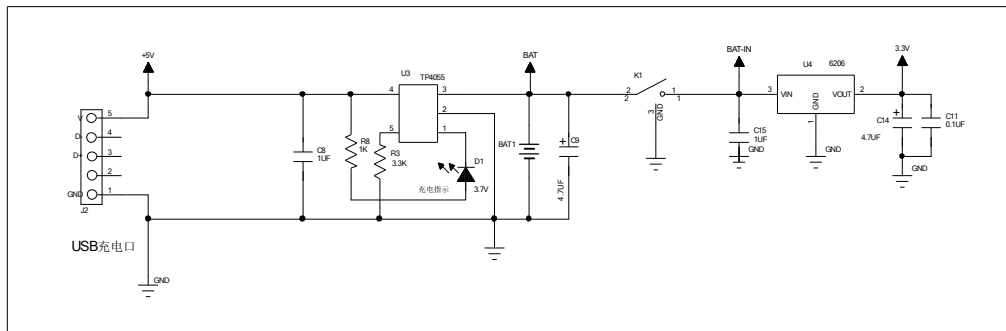 +5V
BAT
BAT-IN
3.3V
U3
TP4055
K1
U4
6206
4
3
2
2
1
1
3
VIN
VOUT
2
GND
1
V
5
D-
4
D+
3
2
GND
1
J2
2
5
1
R8
1K
R3
3.3K
C8
1UF
D1
3.7V
充电指示
BAT1
C9
+
4.7UF
3
GND
C15
1UF
GND
GND
+
C14
4.7UF
C11
0.1UF
GND
USB充电口
GND